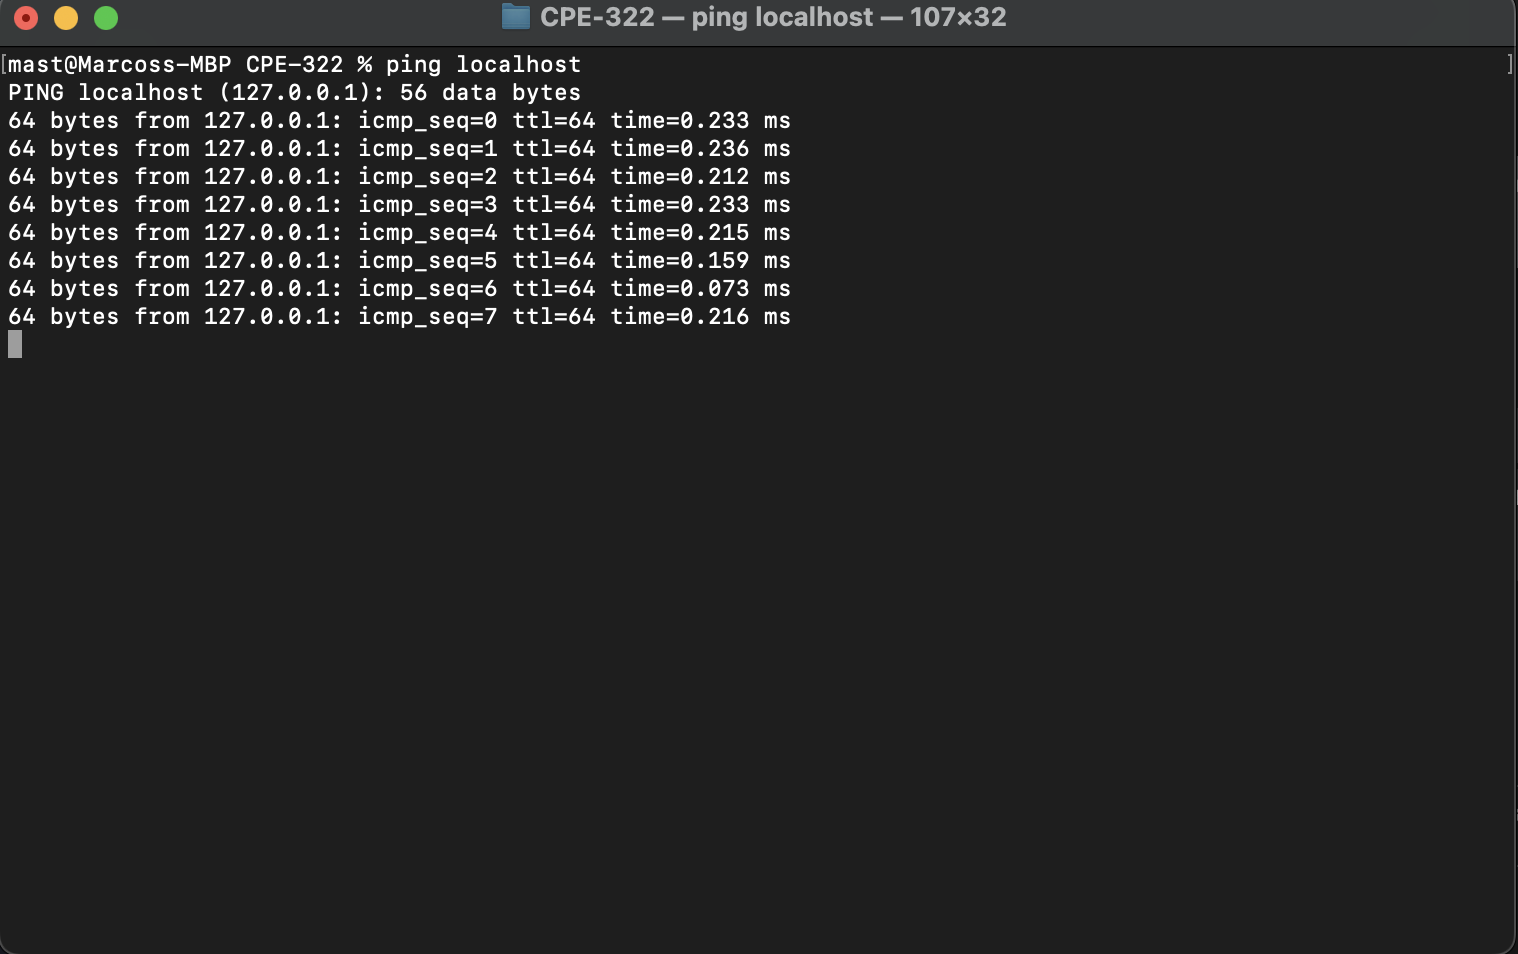 CPE-322 — ping localhost — 107×32
[mast@Marcoss-MBP CPE-322 % ping localhost ]
PING localhost (127.0.0.1): 56 data bytes
64 bytes from 127.0.0.1: icmp_seq=0 ttl=64 time=0.233 ms
64 bytes from 127.0.0.1: icmp_seq=1 ttl=64 time=0.236 ms
64 bytes from 127.0.0.1: icmp_seq=2 ttl=64 time=0.212 ms
64 bytes from 127.0.0.1: icmp_seq=3 ttl=64 time=0.233 ms
64 bytes from 127.0.0.1: icmp_seq=4 ttl=64 time=0.215 ms
64 bytes from 127.0.0.1: icmp_seq=5 ttl=64 time=0.159 ms
64 bytes from 127.0.0.1: icmp_seq=6 ttl=64 time=0.073 ms
64 bytes from 127.0.0.1: icmp_seq=7 ttl=64 time=0.216 ms